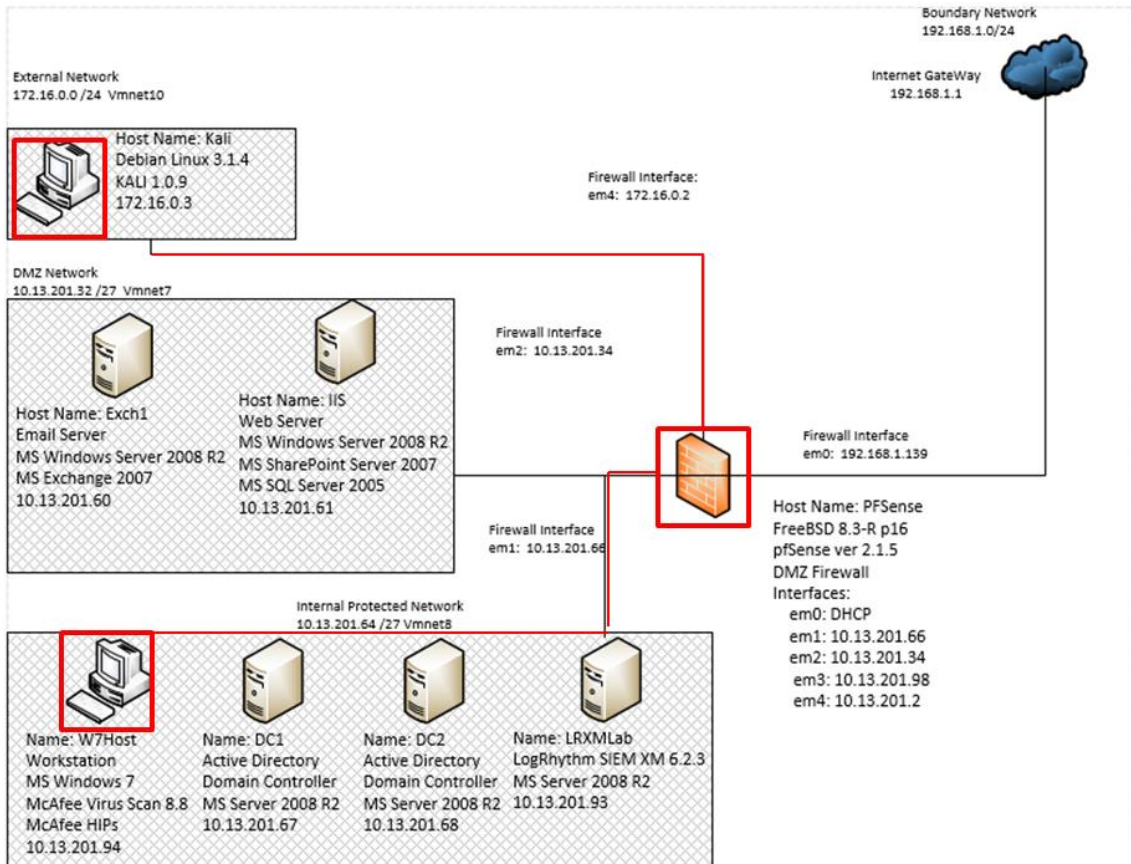 Boundary Network
192.168.1.0/24
Internet GateWay
192.168.1.1
External Network
172.16.0.0 /24 Vmnet10
Host Name: Kali
Debian Linux 3.1.4
KALI 1.0.9
172.16.0.3
Firewall Interface:
em4: 172.16.0.2
DMZ Network
10.13.201.32 /27 Vmnet7
Host Name: Exch1
Email Server
MS Windows Server 2008 R2
MS Exchange 2007
10.13.201.60
Host Name: IIS
Web Server
MS Windows Server 2008 R2
MS SharePoint Server 2007
MS SQL Server 2005
10.13.201.61
Firewall Interface
em2: 10.13.201.34
Firewall Interface
em0: 192.168.1.139
Firewall Interface
em1: 10.13.201.66
Host Name: PFSense
FreeBSD 8.3-R p16
pfSense ver 2.1.5
DMZ Firewall
Interfaces:
em0: DHCP
em1: 10.13.201.66
em2: 10.13.201.34
em3: 10.13.201.98
em4: 10.13.201.2
Internal Protected Network
10.13.201.64 /27 Vmnet8
Name: W7Host
Workstation
MS Windows 7
McAfee Virus Scan 8.8
McAfee HIPs
10.13.201.94
Name: DC1
Active Directory
Domain Controller
MS Server 2008 R2
10.13.201.67
Name: DC2
Active Directory
Domain Controller
MS Server 2008 R2
10.13.201.68
Name: LRXMLab
LogRhythm SIEM XM 6.2.3
MS Server 2008 R2
10.13.201.93